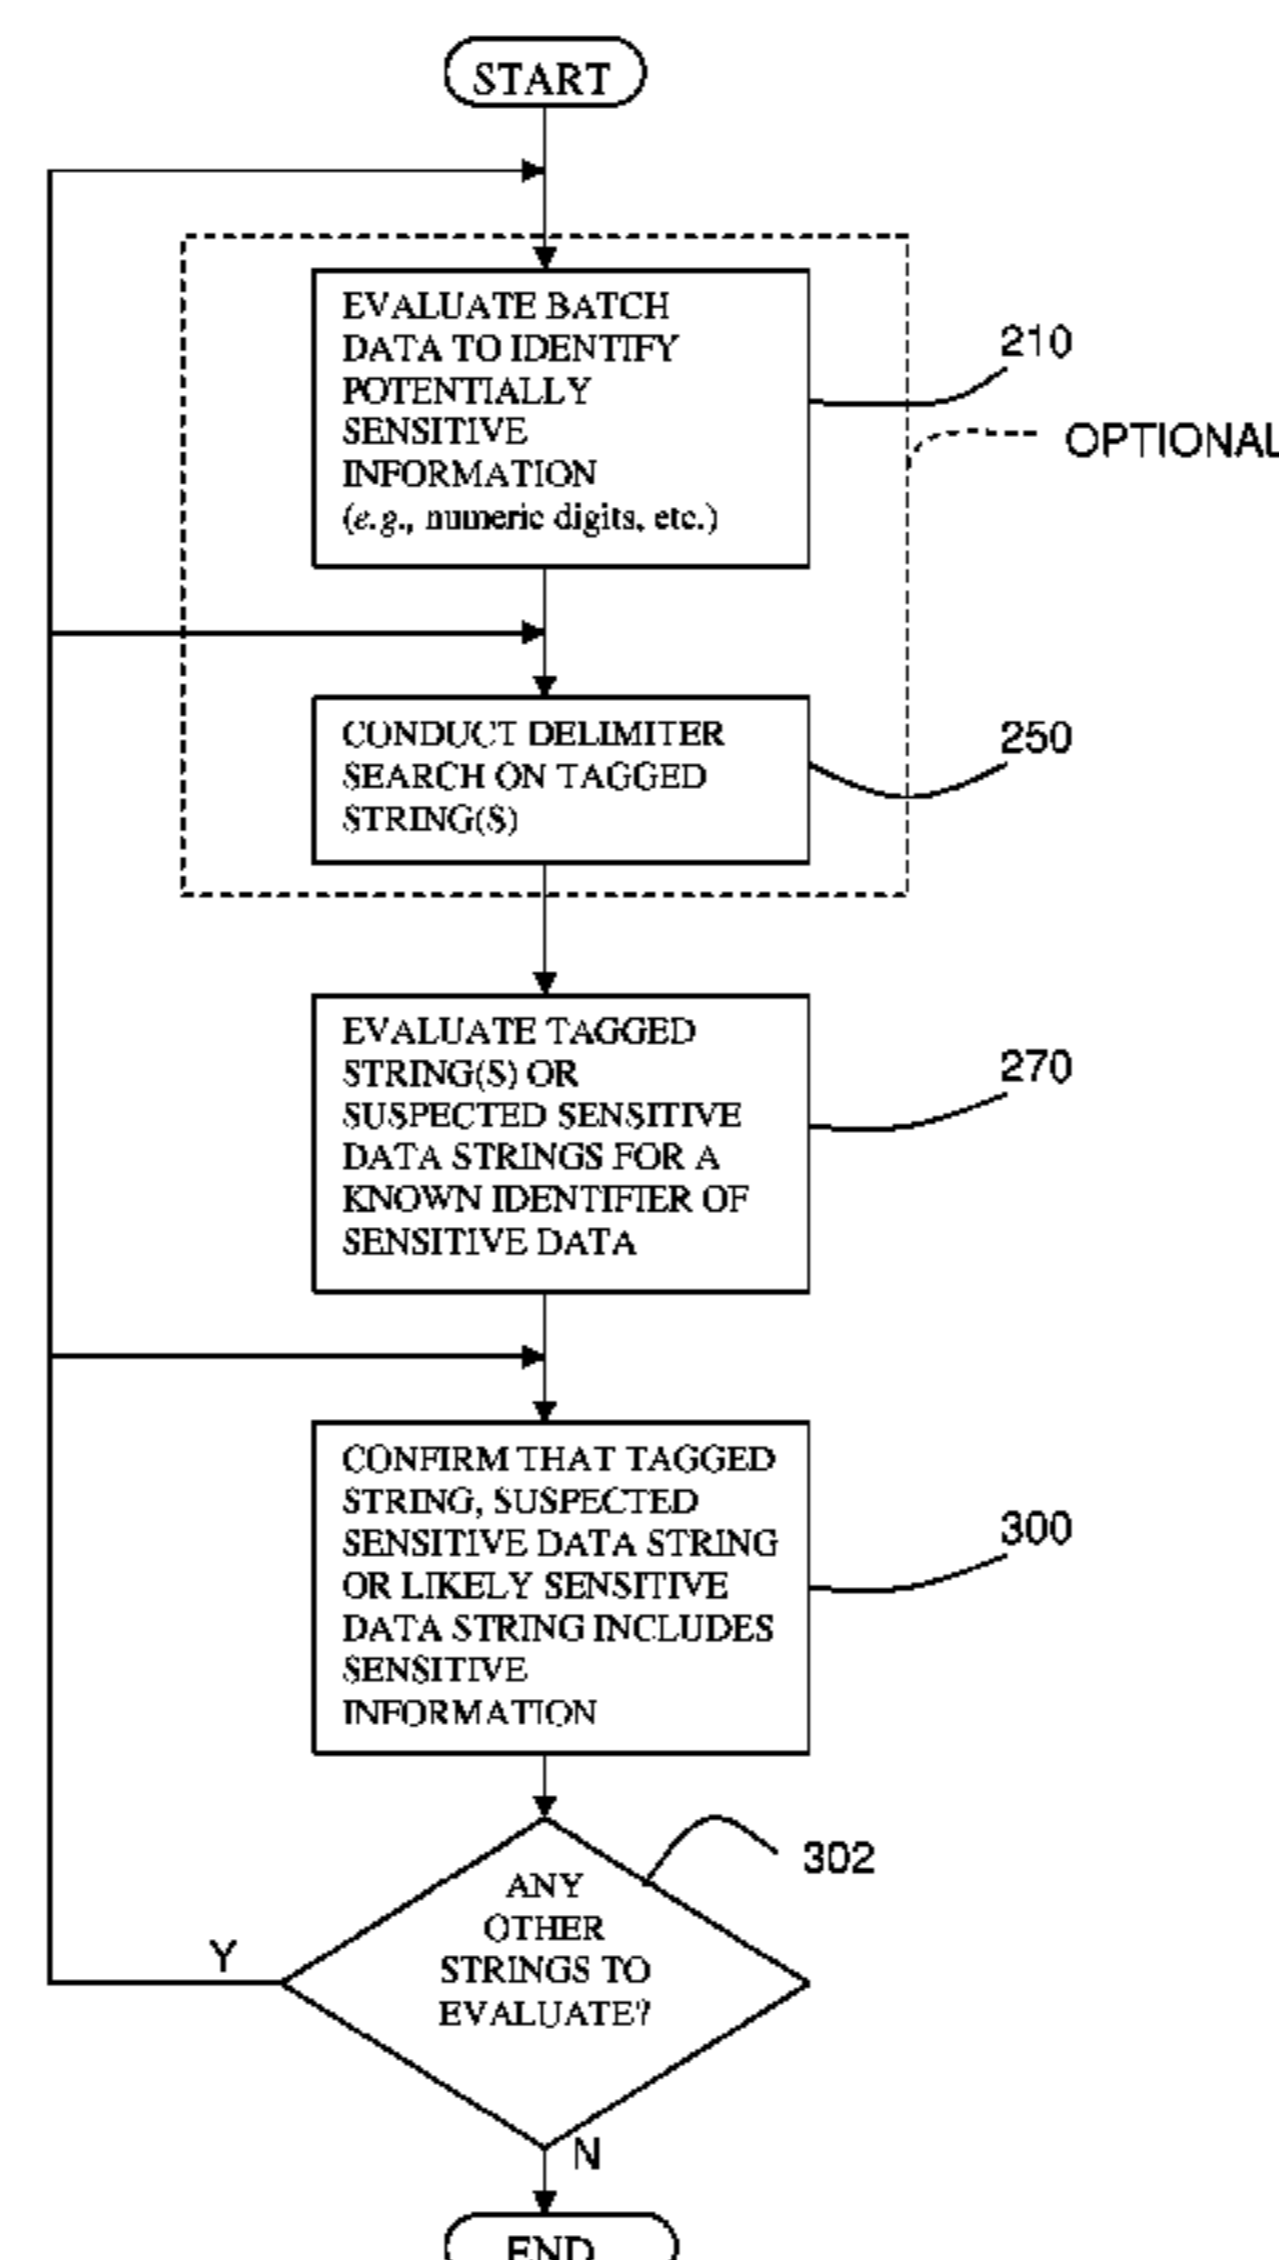 START
EVALUATE BATCH
DATA TO IDENTIFY
POTENTIALLY
SENSITIVE
INFORMATION
(e.g., numeric digits, etc.)
210
OPTIONAL
CONDUCT DELIMITER
SEARCH ON TAGGED
STRING(S)
250
EVALUATE TAGGED
STRING(S) OR
SUSPECTED SENSITIVE
DATA STRINGS FOR A
KNOWN IDENTIFIER OF
SENSITIVE DATA
270
CONFIRM THAT TAGGED
STRING, SUSPECTED
SENSITIVE DATA STRING
OR LIKELY SENSITIVE
DATA STRING INCLUDES
SENSITIVE
INFORMATION
300
302
ANY
OTHER
STRINGS TO
EVALUATE?
Y
N
END